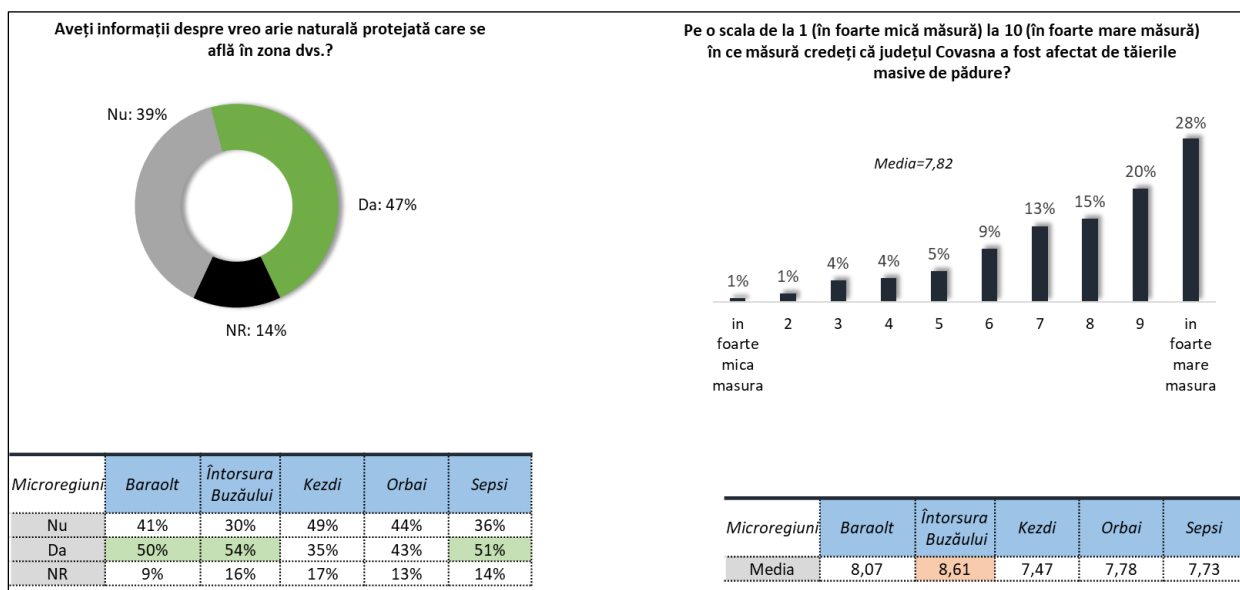 Aveți informații despre vreo arie naturală protejată care se
află în zona dvs.?
Nu: 39%
Da: 47%
NR: 14%
Microregiuni Baraolt Întorsura Buzăului Kezdi Orbai Sepsi
Nu 41% 30% 49% 44% 36%
Da 50% 54% 35% 43% 51%
NR 9% 16% 17% 13% 14%
Pe o scala de la 1 (în foarte mică măsură) la 10 (în foarte mare măsură)
în ce măsură credeți că județul Covasna a fost afectat de tăierile
masive de pădure?
Media=7,82
1% 1% 4% 4% 5% 9% 13% 15% 20% 28%
in foarte mica masura 2 3 4 5 6 7 8 9 in foarte mare masura
Microregiuni Baraolt Întorsura Buzăului Kezdi Orbai Sepsi
Media 8,07 8,61 7,47 7,78 7,73